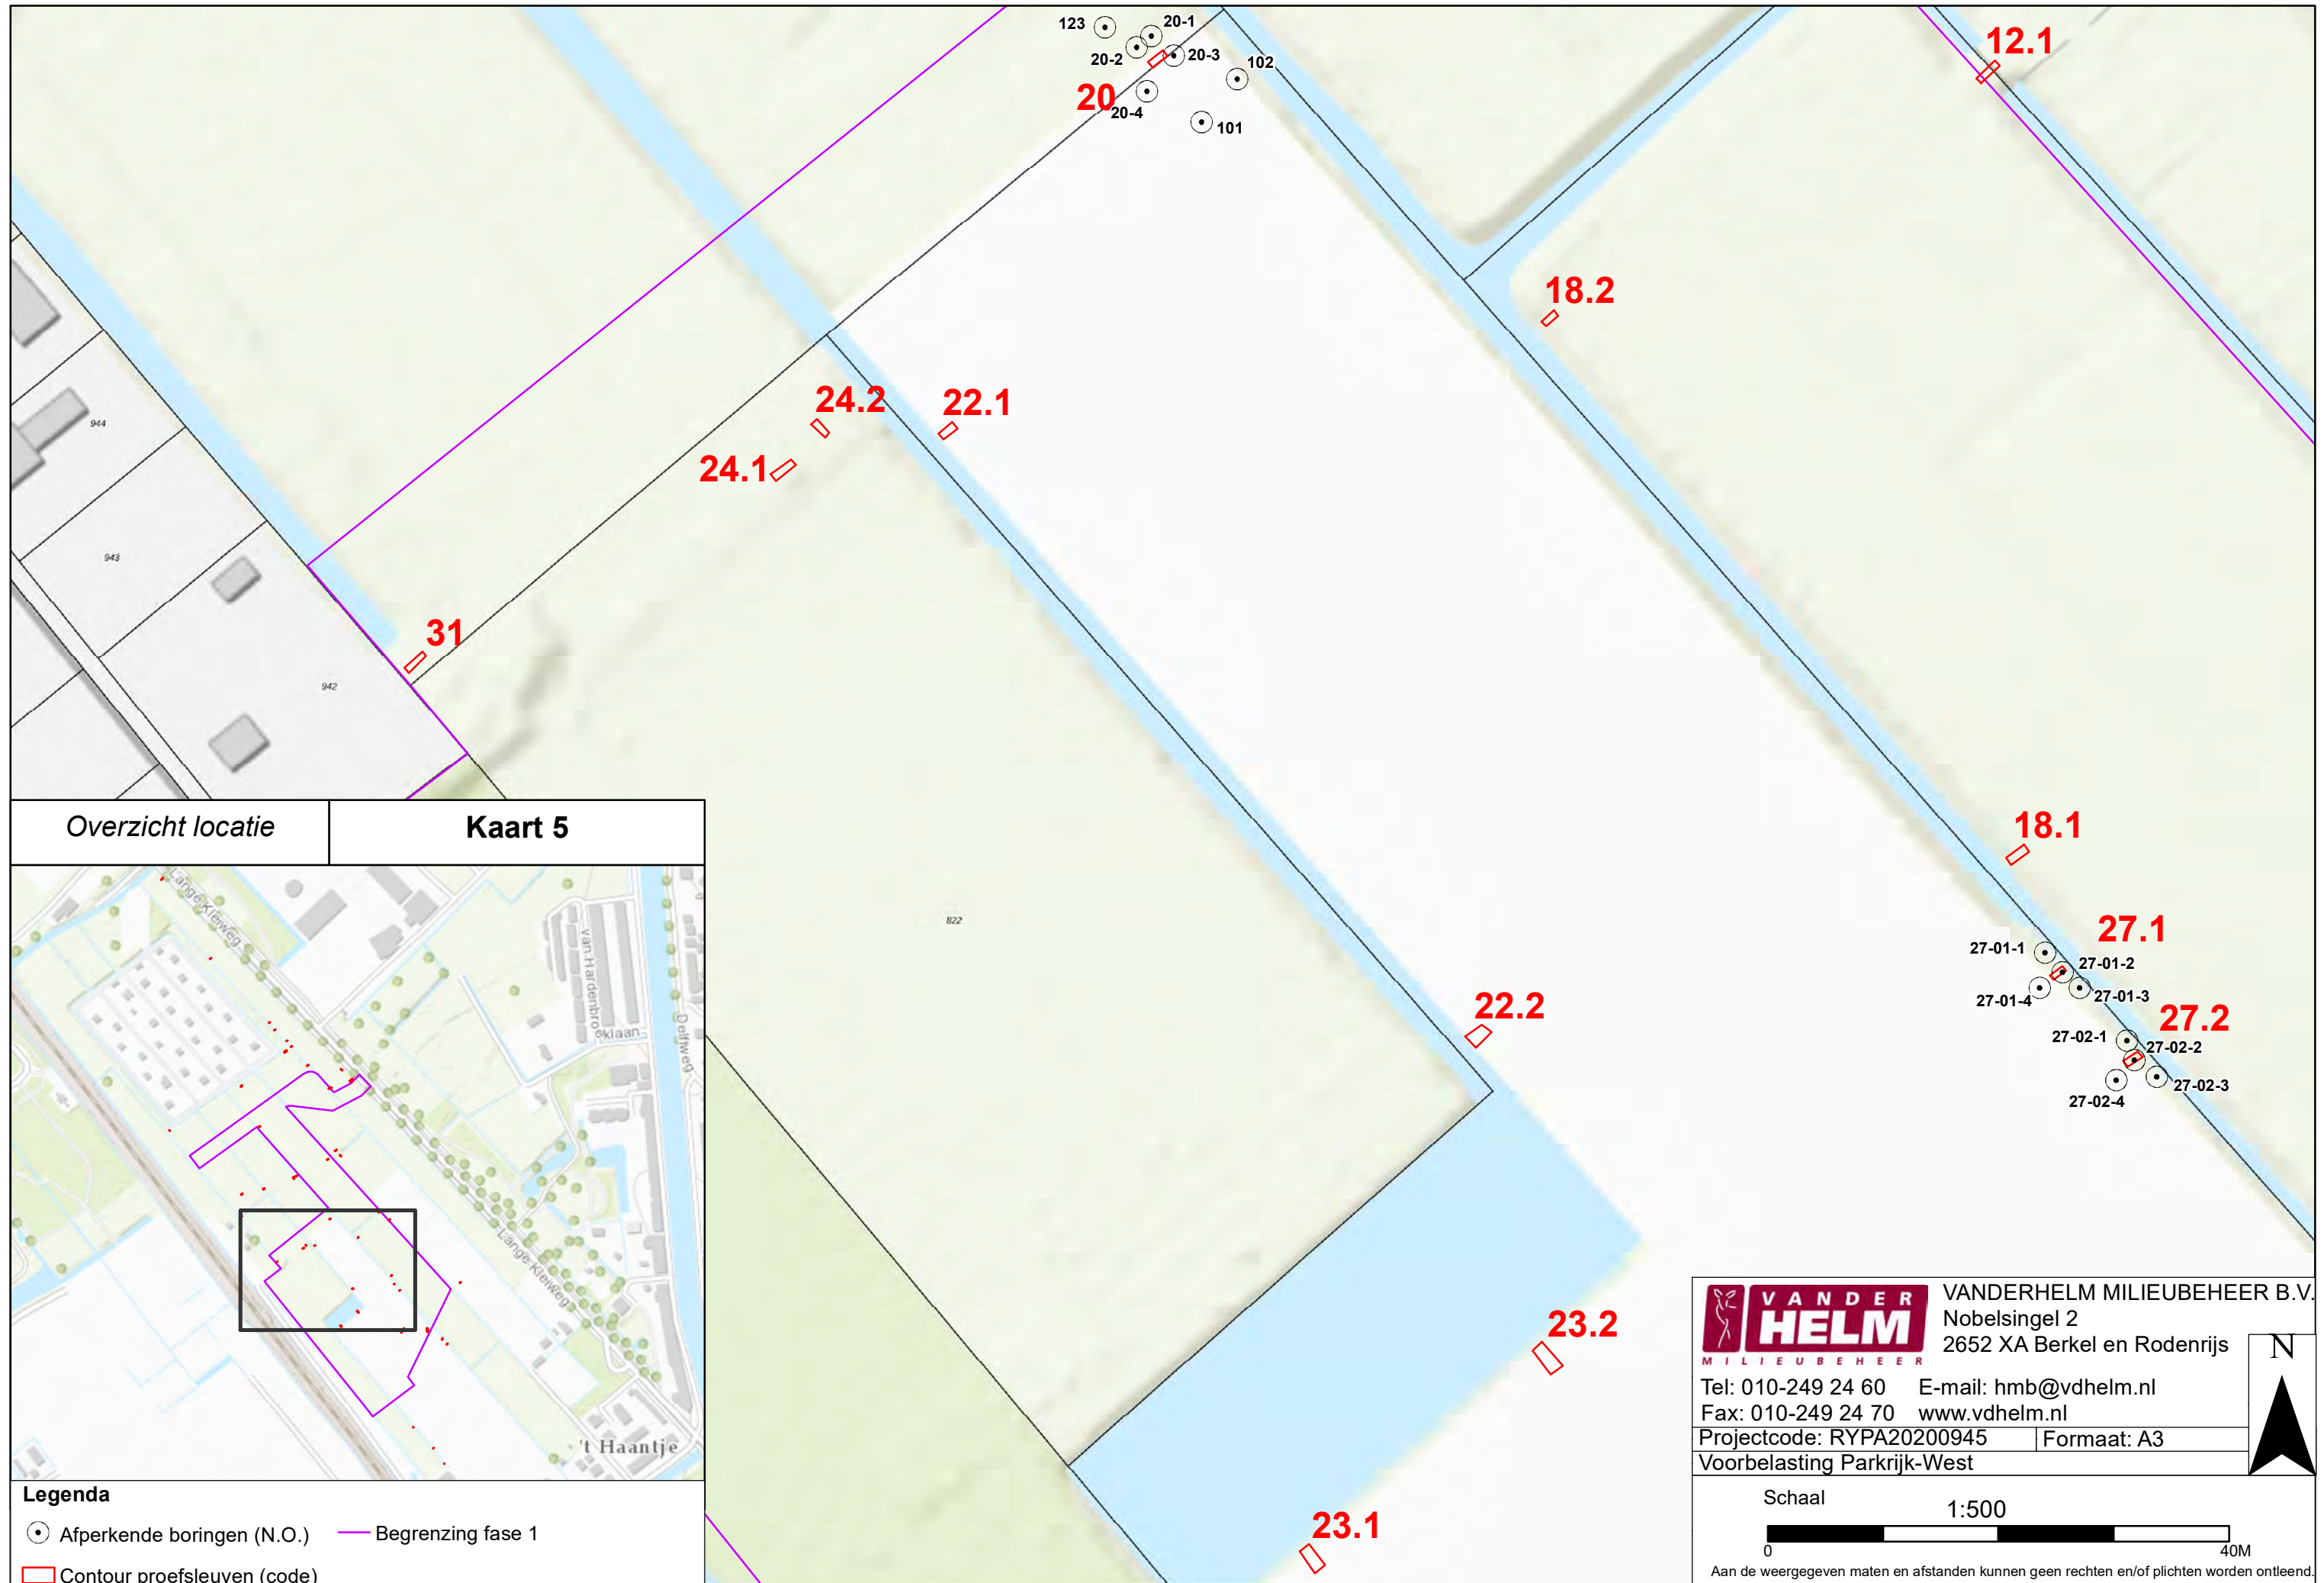 123
20-1
20-2
20-3
102
20
20-4
101
12.1
18.2
24.2
22.1
24.1
944
943
31
942
822
18.1
27.1
27-01-1
27-01-2
27-01-4
27-01-3
22.2
27.2
27-02-1
27-02-2
27-02-3
27-02-4
23.2
23.1
Overzicht locatie
Kaart 5
Lange Kleiweg
van Hardenbro
eklaan
Delftweg
Lange Kleiweg
't Haantje
Legenda
Afperkende boringen (N.O.)
Begrenzing fase 1
Contour proefsleuven (code)
VANDER
HELM
MILIEUBEHEER
VANDERHELM MILIEUBEHEER B.V.
Nobelsingel 2
2652 XA Berkel en Rodenrijs
N
Tel: 010-249 24 60 E-mail: hmb@vdhelm.nl
Fax: 010-249 24 70 www.vdhelm.nl
Projectcode: RYPA20200945 Formaat: A3
Voorbelasting Parkrijk-West
Schaal
1:500
0 40M
Aan de weergegeven maten en afstanden kunnen geen rechten en/of plichten worden ontleend.